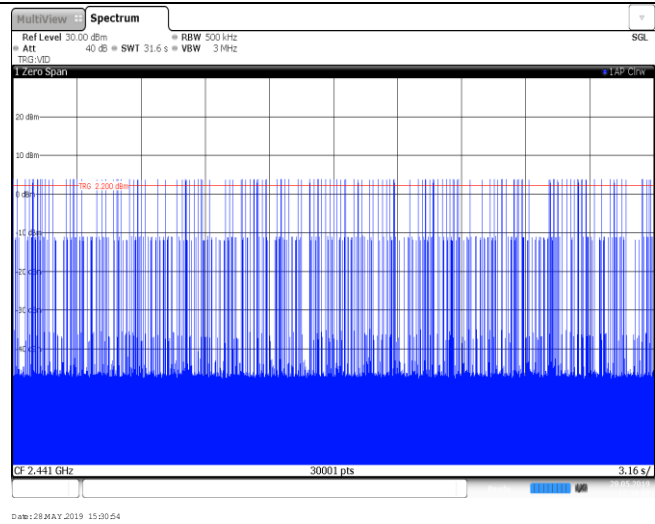 MultiView Spectrum
Ref Level 30.00 dBm RBW 500 kHz SGL
Att 40 dB SWT 31.6 s VBW 3 MHz
TRG:VID
1 Zero Span 1AP Clrw
20 dBm
10 dBm
TRG 2.200 dBm
0 dBm
-10 dBm
-20 dBm
-30 dBm
-40 dBm
CF 2.441 GHz 30001 pts 3.16 s/
28.05.2019
Date: 28.MAY.2019 15:30:54